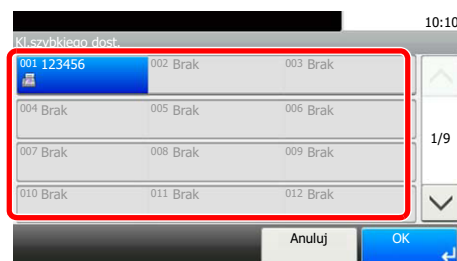 10:10
Kl.szybkiego dost.
001 123456 002 Brak 003 Brak
004 Brak 005 Brak 006 Brak
1/9
007 Brak 008 Brak 009 Brak
010 Brak 011 Brak 012 Brak
Anuluj OK